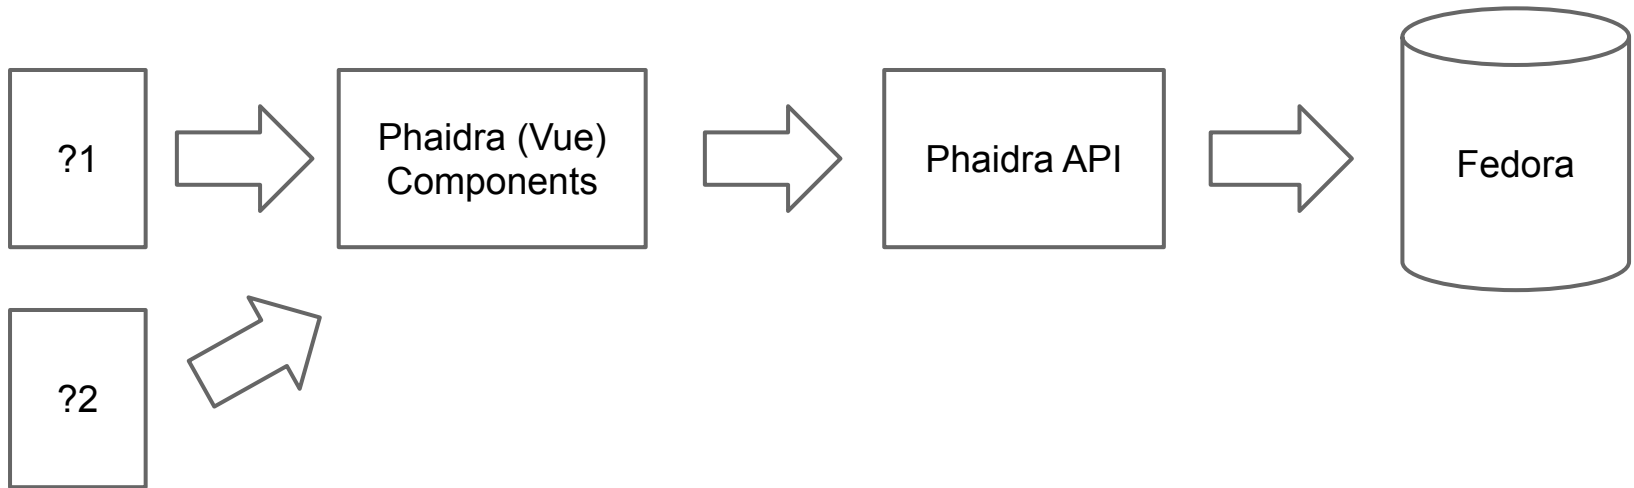 ?1
Phaidra (Vue)
Components
Phaidra API
Fedora
?2